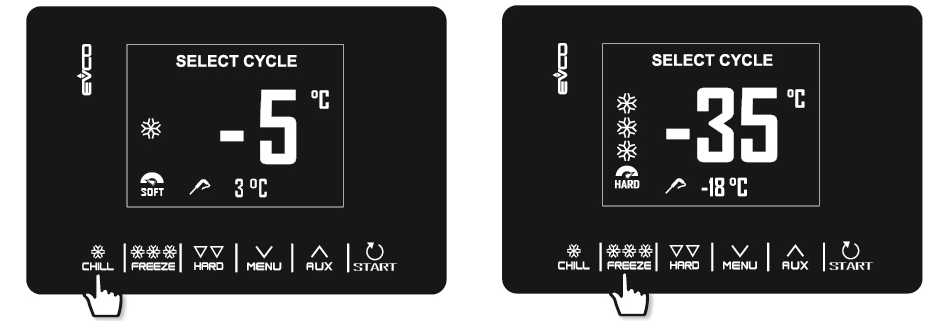 EVCO
SELECT CYCLE
-5 °C
SOFT
3 °C
CHILL
FREEZE
HARD
MENU
AUX
START
EVCO
SELECT CYCLE
-35 °C
HARD
-18 °C
CHILL
FREEZE
HARD
MENU
AUX
START